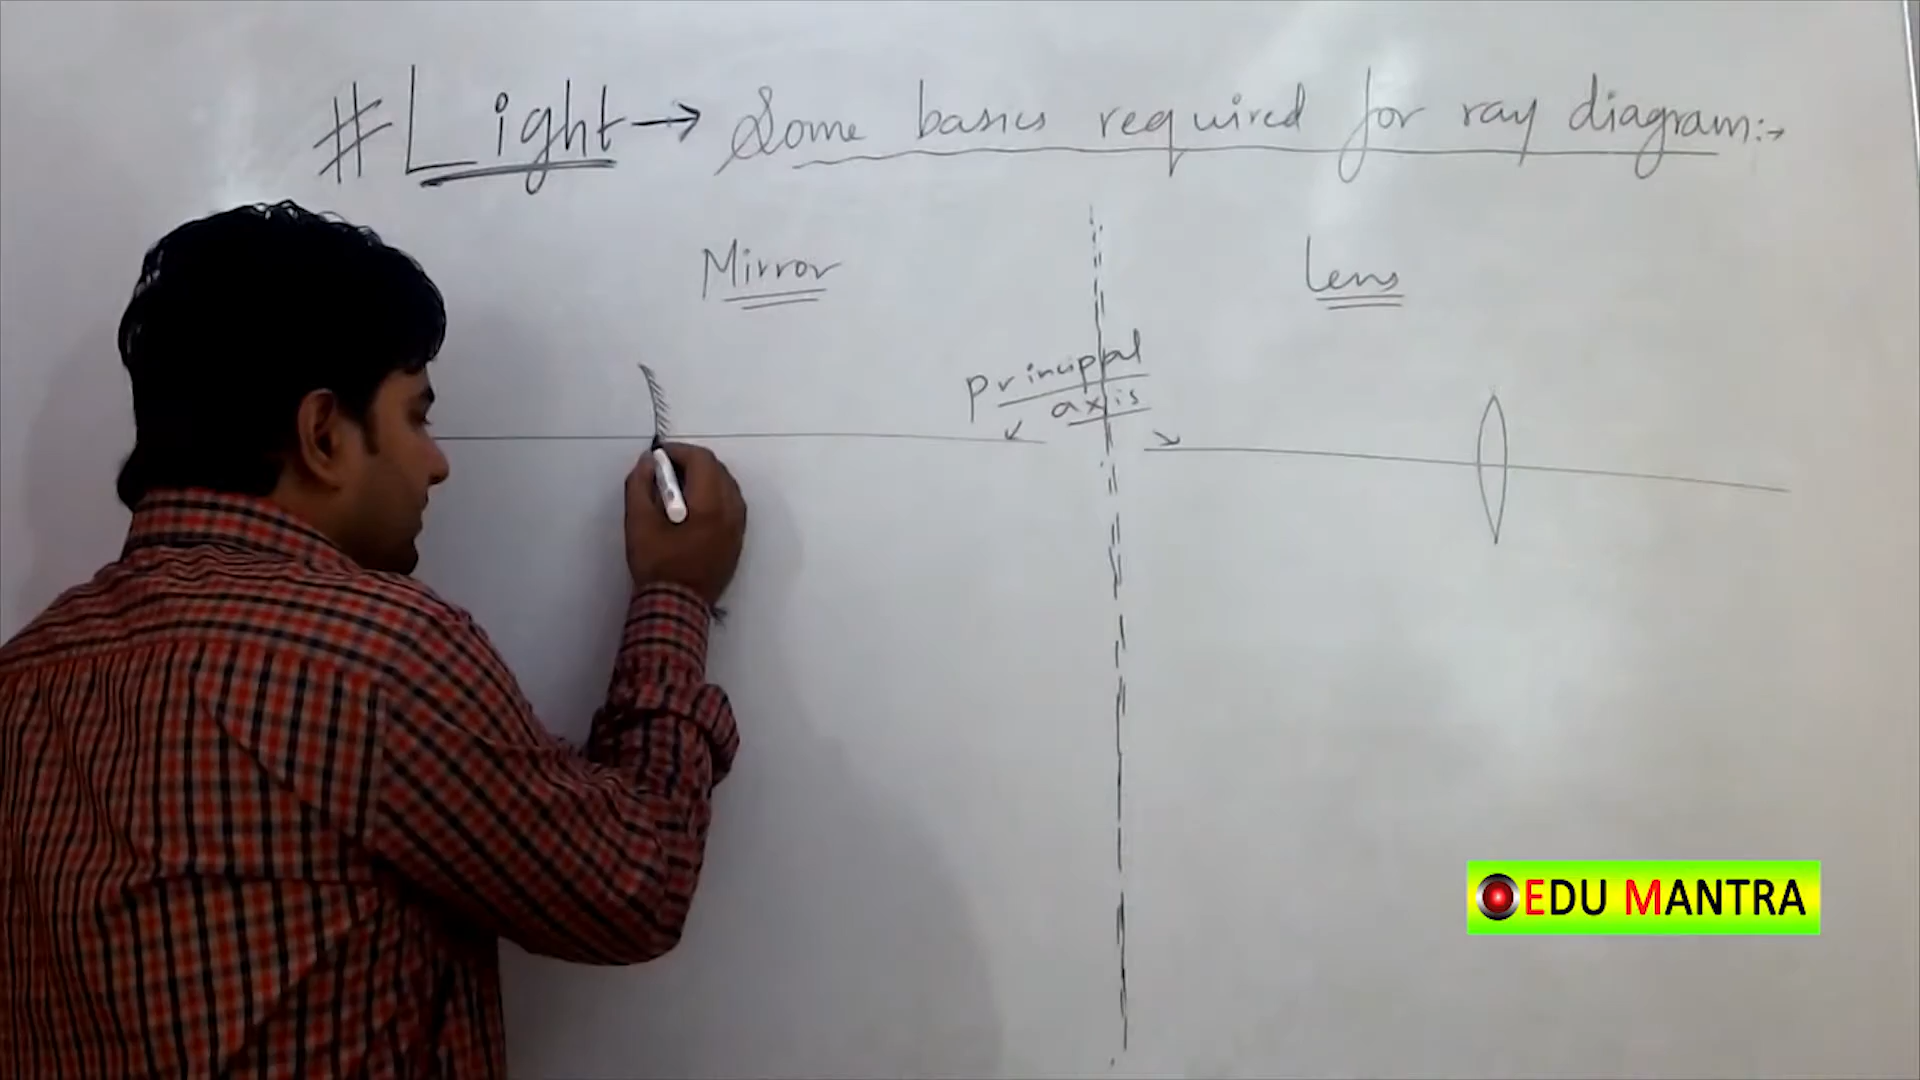 #Light → Some basics required for ray diagram:→
Mirror
Lens
principal
axis
EDU MANTRA